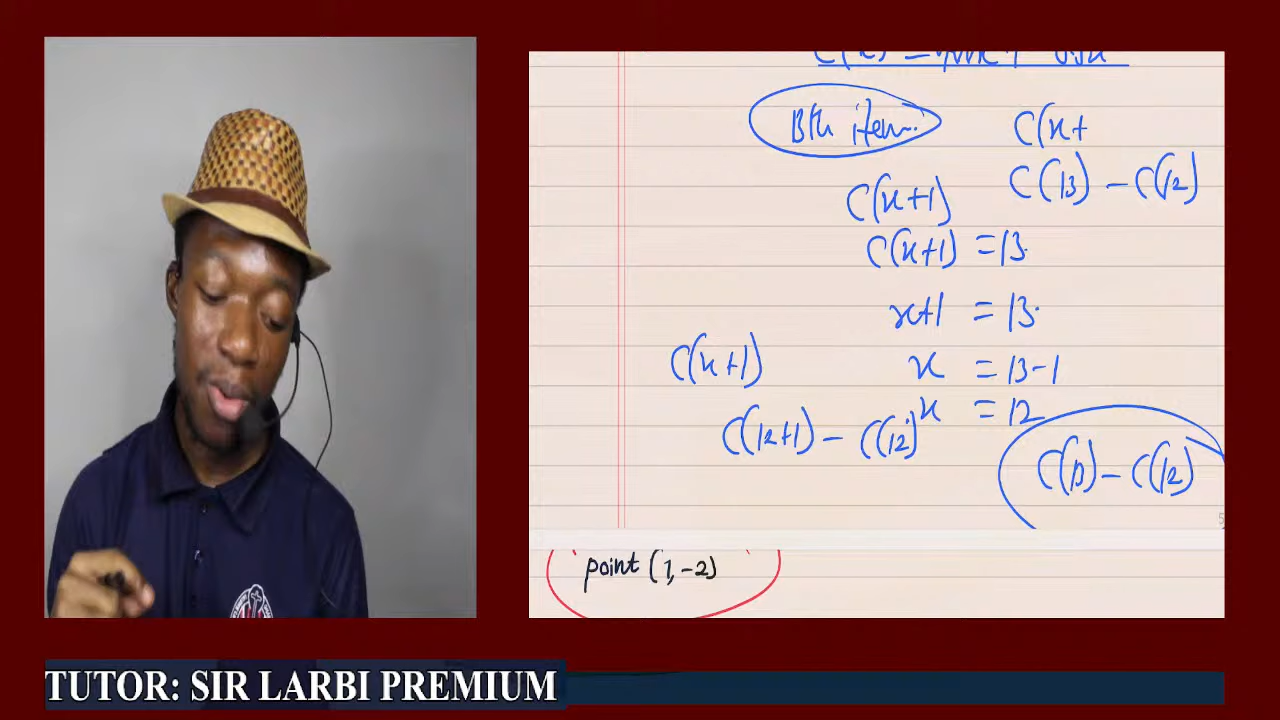 13th item.
C(x+
C(13) - C(12)
C(x+1)
C(x+1) = 13.
x+1 = 13.
C(x+1)
x = 13-1
x = 12
C(12+1) - C(12)
C(13) - C(12)
point (1, -2)
TUTOR: SIR LARBI PREMIUM